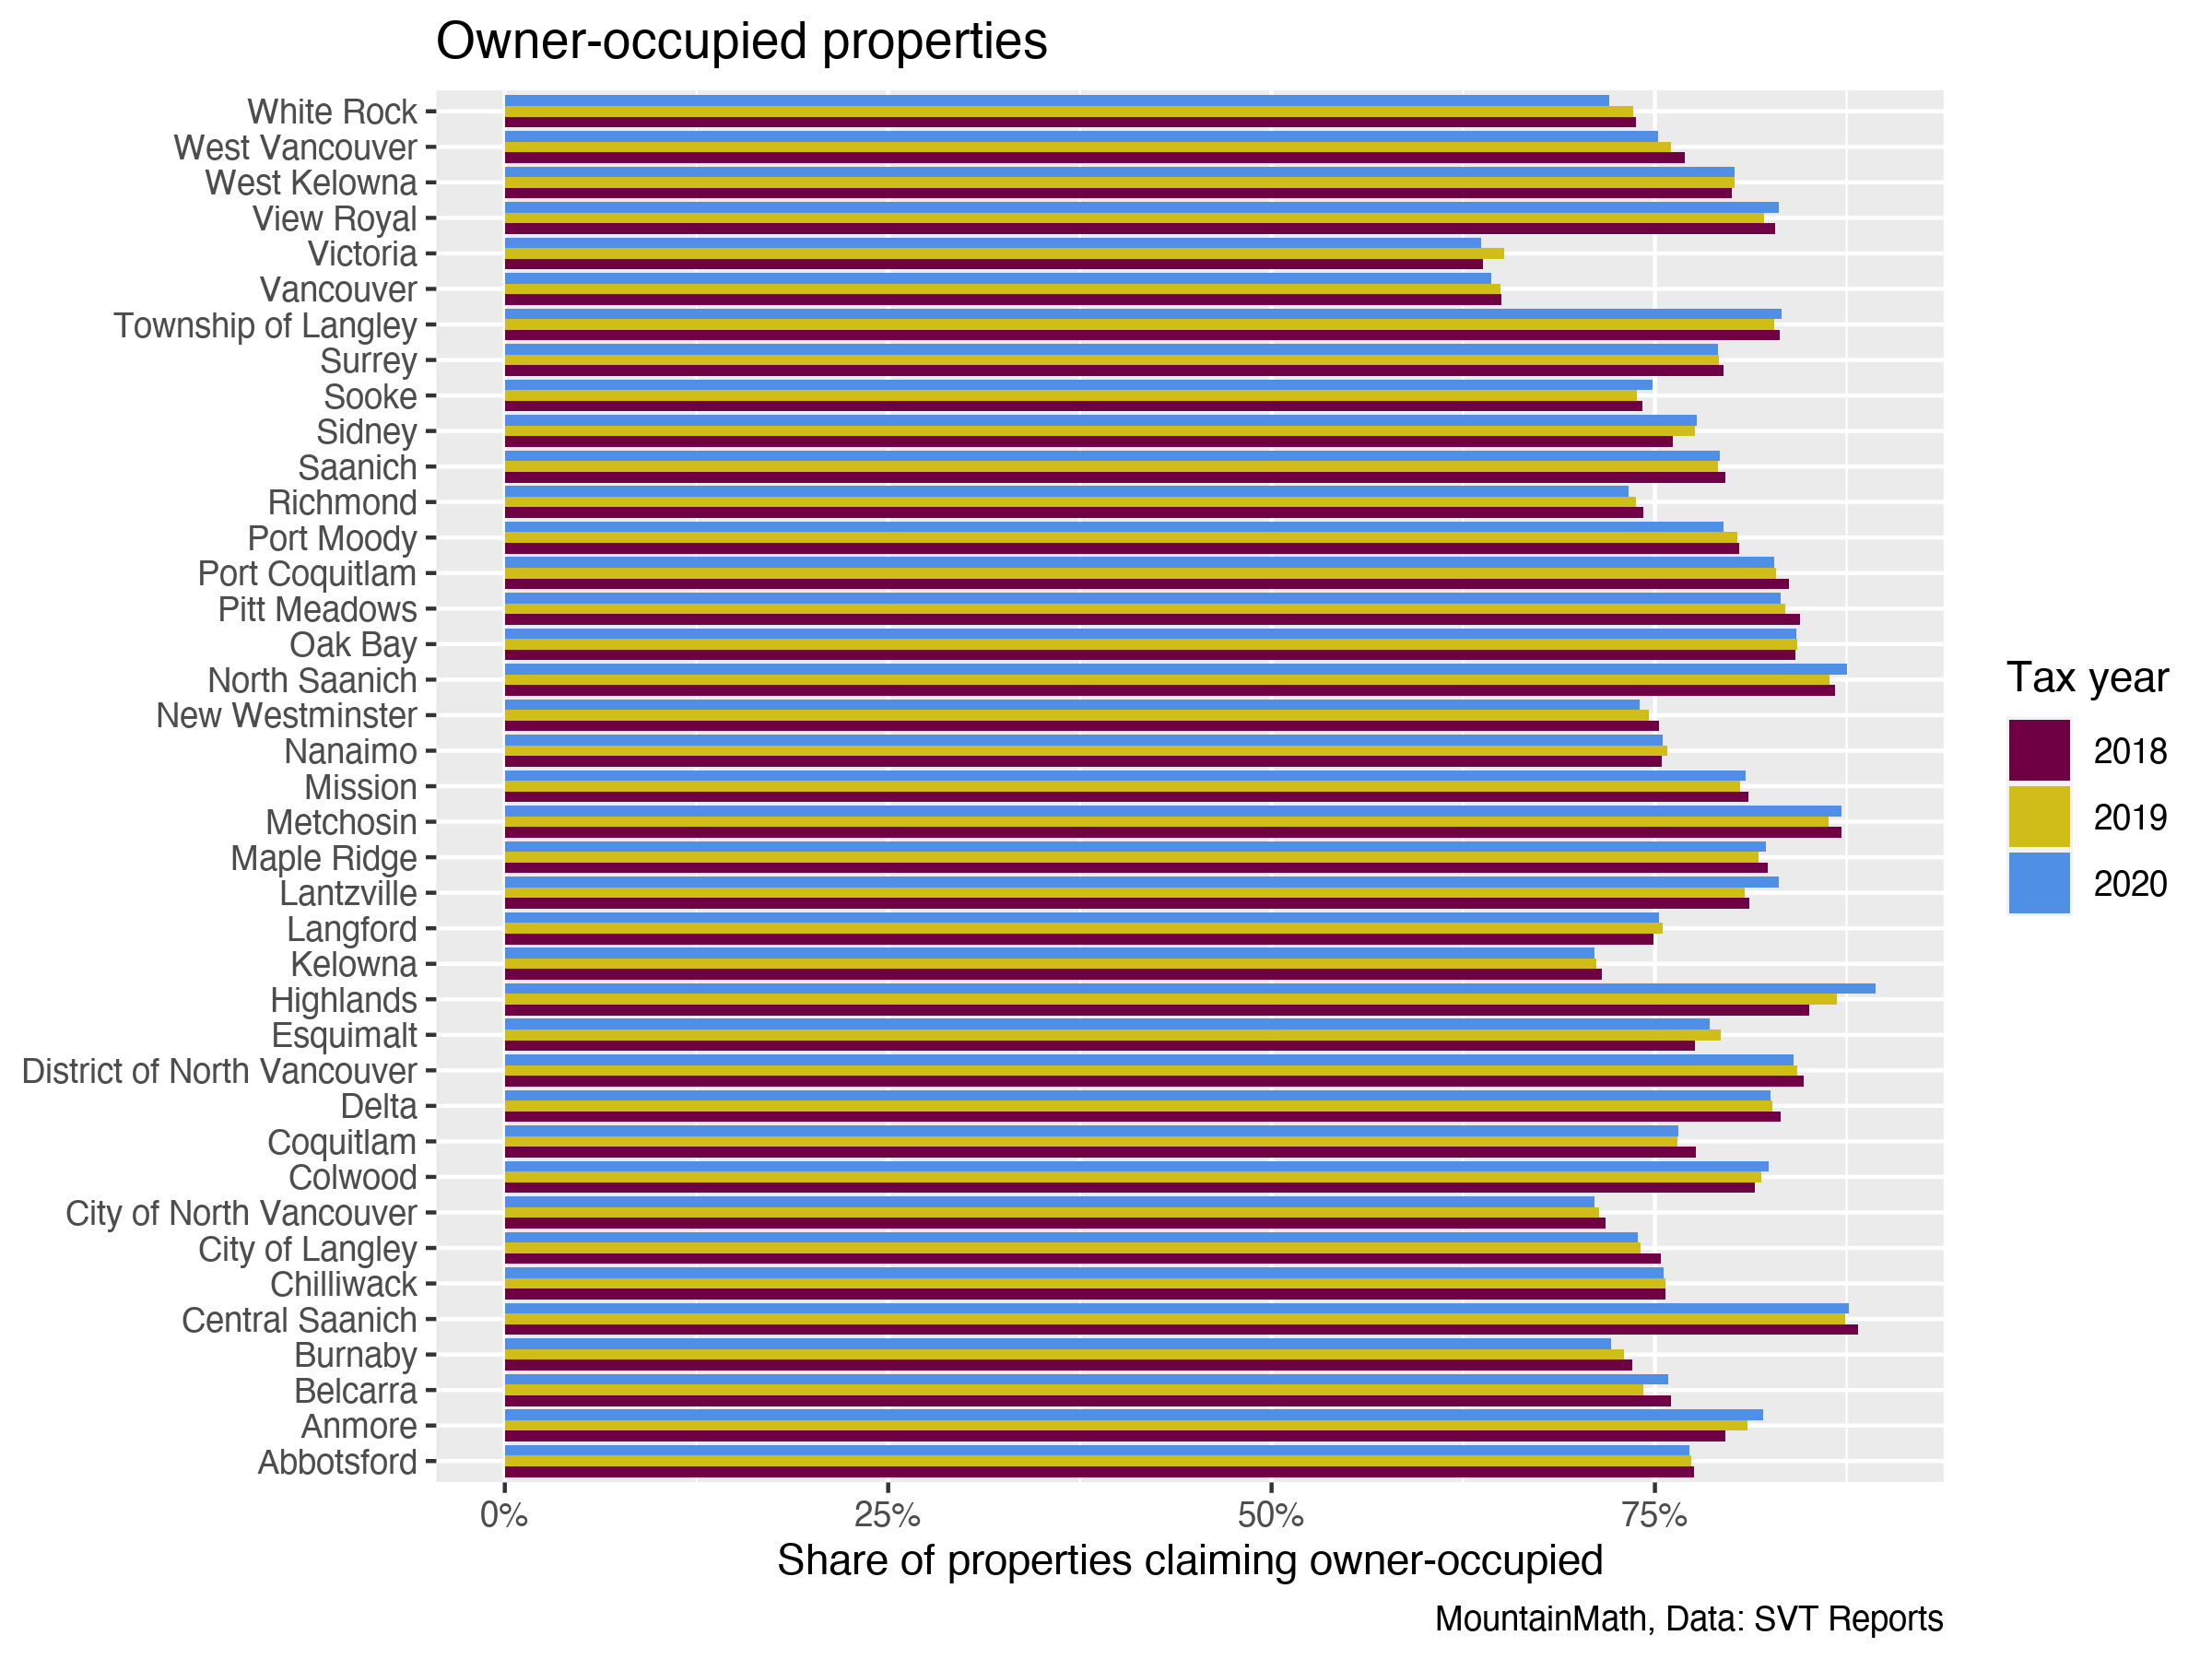 Owner-occupied properties
White Rock
West Vancouver
West Kelowna
View Royal
Victoria
Vancouver
Township of Langley
Surrey
Sooke
Sidney
Saanich
Richmond
Port Moody
Port Coquitlam
Pitt Meadows
Oak Bay
North Saanich
New Westminster
Nanaimo
Mission
Metchosin
Maple Ridge
Lantzville
Langford
Kelowna
Highlands
Esquimalt
District of North Vancouver
Delta
Coquitlam
Colwood
City of North Vancouver
City of Langley
Chilliwack
Central Saanich
Burnaby
Belcarra
Anmore
Abbotsford
0% 25% 50% 75%
Share of properties claiming owner-occupied
Tax year
2018
2019
2020
MountainMath, Data: SVT Reports